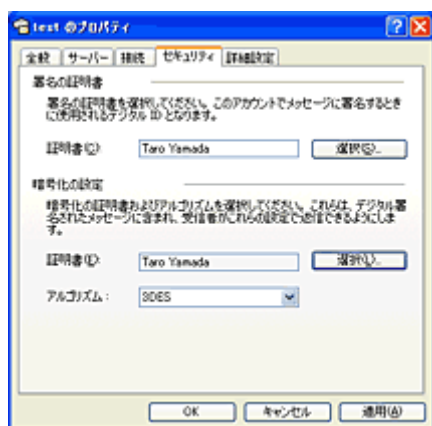 test のプロパティ
全般 サーバー 接続 セキュリティ 詳細設定
署名の証明書
署名の証明書を選択してください。このアカウントでメッセージに署名するとき
に使用されるデジタル ID となります。
証明書(C): Taro Yamada 選択(S)...
暗号化の設定
暗号化の証明書およびアルゴリズムを選択してください。これらは、デジタル署
名されたメッセージに含まれ、受信者がこれらの設定で返信できるようにしま
す。
証明書(E): Taro Yamada 選択(L)...
アルゴリズム: 3DES
OK キャンセル 適用(A)